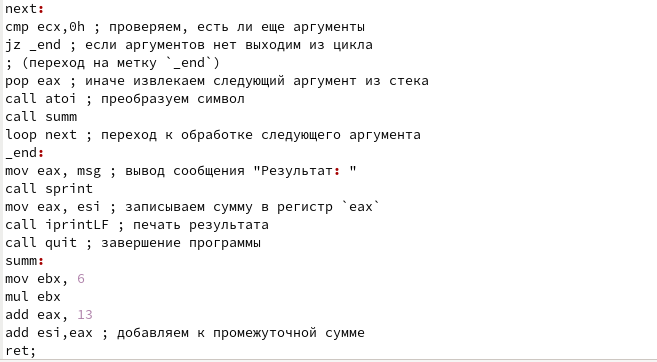 next:
cmp ecx,0h ; проверяем, есть ли еще аргументы
jz _end ; если аргументов нет выходим из цикла
; (переход на метку `_end`)
pop eax ; иначе извлекаем следующий аргумент из стека
call atoi ; преобразуем символ
call summ
loop next ; переход к обработке следующего аргумента
_end:
mov eax, msg ; вывод сообщения "Результат: "
call sprint
mov eax, esi ; записываем сумму в регистр `eax`
call iprintLF ; печать результата
call quit ; завершение программы
summ:
mov ebx, 6
mul ebx
add eax, 13
add esi,eax ; добавляем к промежуточной сумме
ret;